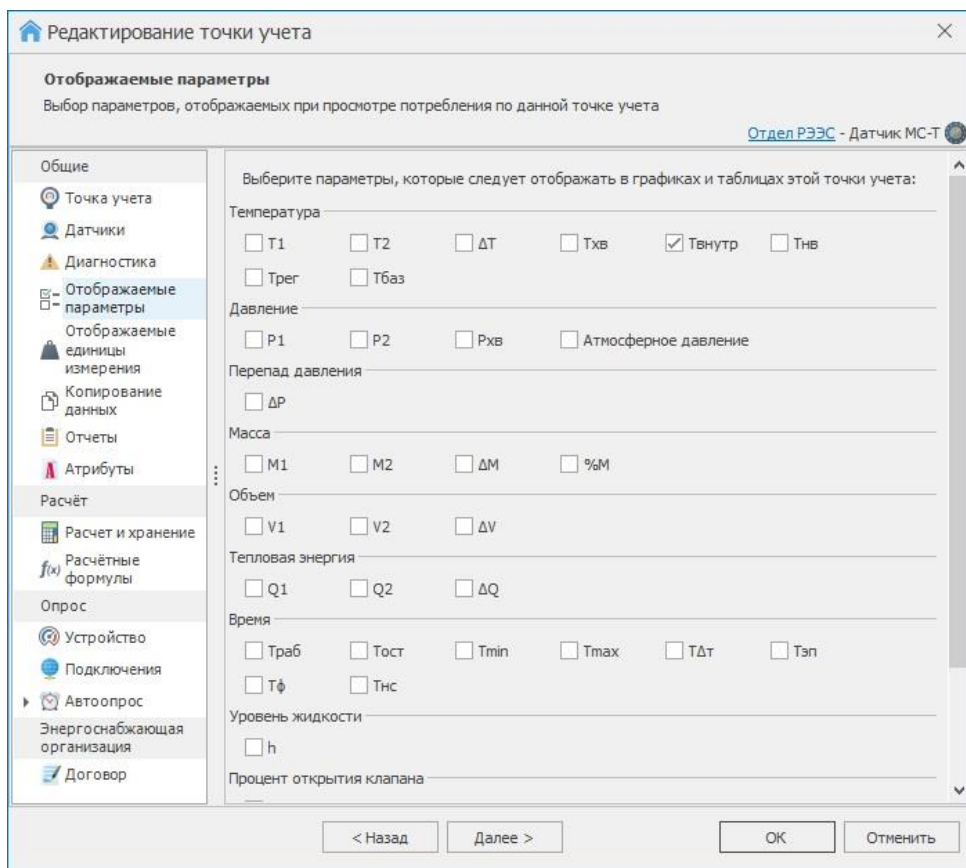 Редактирование точки учета
Отображаемые параметры
Выбор параметров, отображаемых при просмотре потребления по данной точке учета
Отдел РЭЭС - Датчик МС-Т
Общие
Точка учета
Датчики
Диагностика
Отображаемые
параметры
Отображаемые
единицы
измерения
Копирование
данных
Отчеты
Атрибуты
Расчёт
Расчет и хранение
f(x) Расчётные
формулы
Опрос
Устройство
Подключения
Автоопрос
Энергоснабжающая
организация
Договор
Выберите параметры, которые следует отображать в графиках и таблицах этой точки учета:
Температура
T1 T2 ΔT Tхв Tвнутр Tнв
Tрег Tбаз
Давление
P1 P2 Pхв Атмосферное давление
Перепад давления
ΔP
Масса
M1 M2 ΔM %M
Объем
V1 V2 ΔV
Тепловая энергия
Q1 Q2 ΔQ
Время
Tраб Tост Tmin Tmax TΔт Tэп
Tф Tнс
Уровень жидкости
h
Процент открытия клапана
< Назад Далее > ОК Отменить